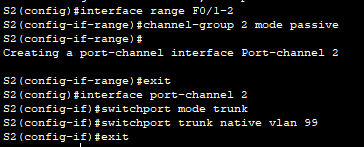 S2(config)#interface range F0/1-2
S2(config-if-range)#channel-group 2 mode passive
S2(config-if-range)#
Creating a port-channel interface Port-channel 2
S2(config-if-range)#exit
S2(config)#interface port-channel 2
S2(config-if)#switchport mode trunk
S2(config-if)#switchport trunk native vlan 99
S2(config-if)#exit